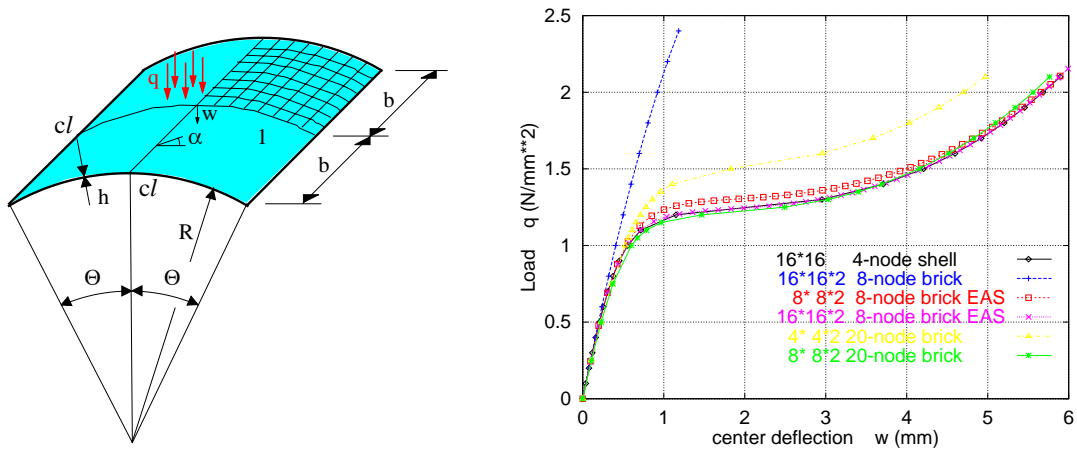 q
w
b
cl
α
1
b
h
cl
R
Θ Θ
2.5
2
1.5
1
0.5
0
Load q (N/mm**2)
16*16 4-node shell
16*16*2 8-node brick
8* 8*2 8-node brick EAS
16*16*2 8-node brick EAS
4* 4*2 20-node brick
8* 8*2 20-node brick
0 1 2 3 4 5 6
center deflection w (mm)